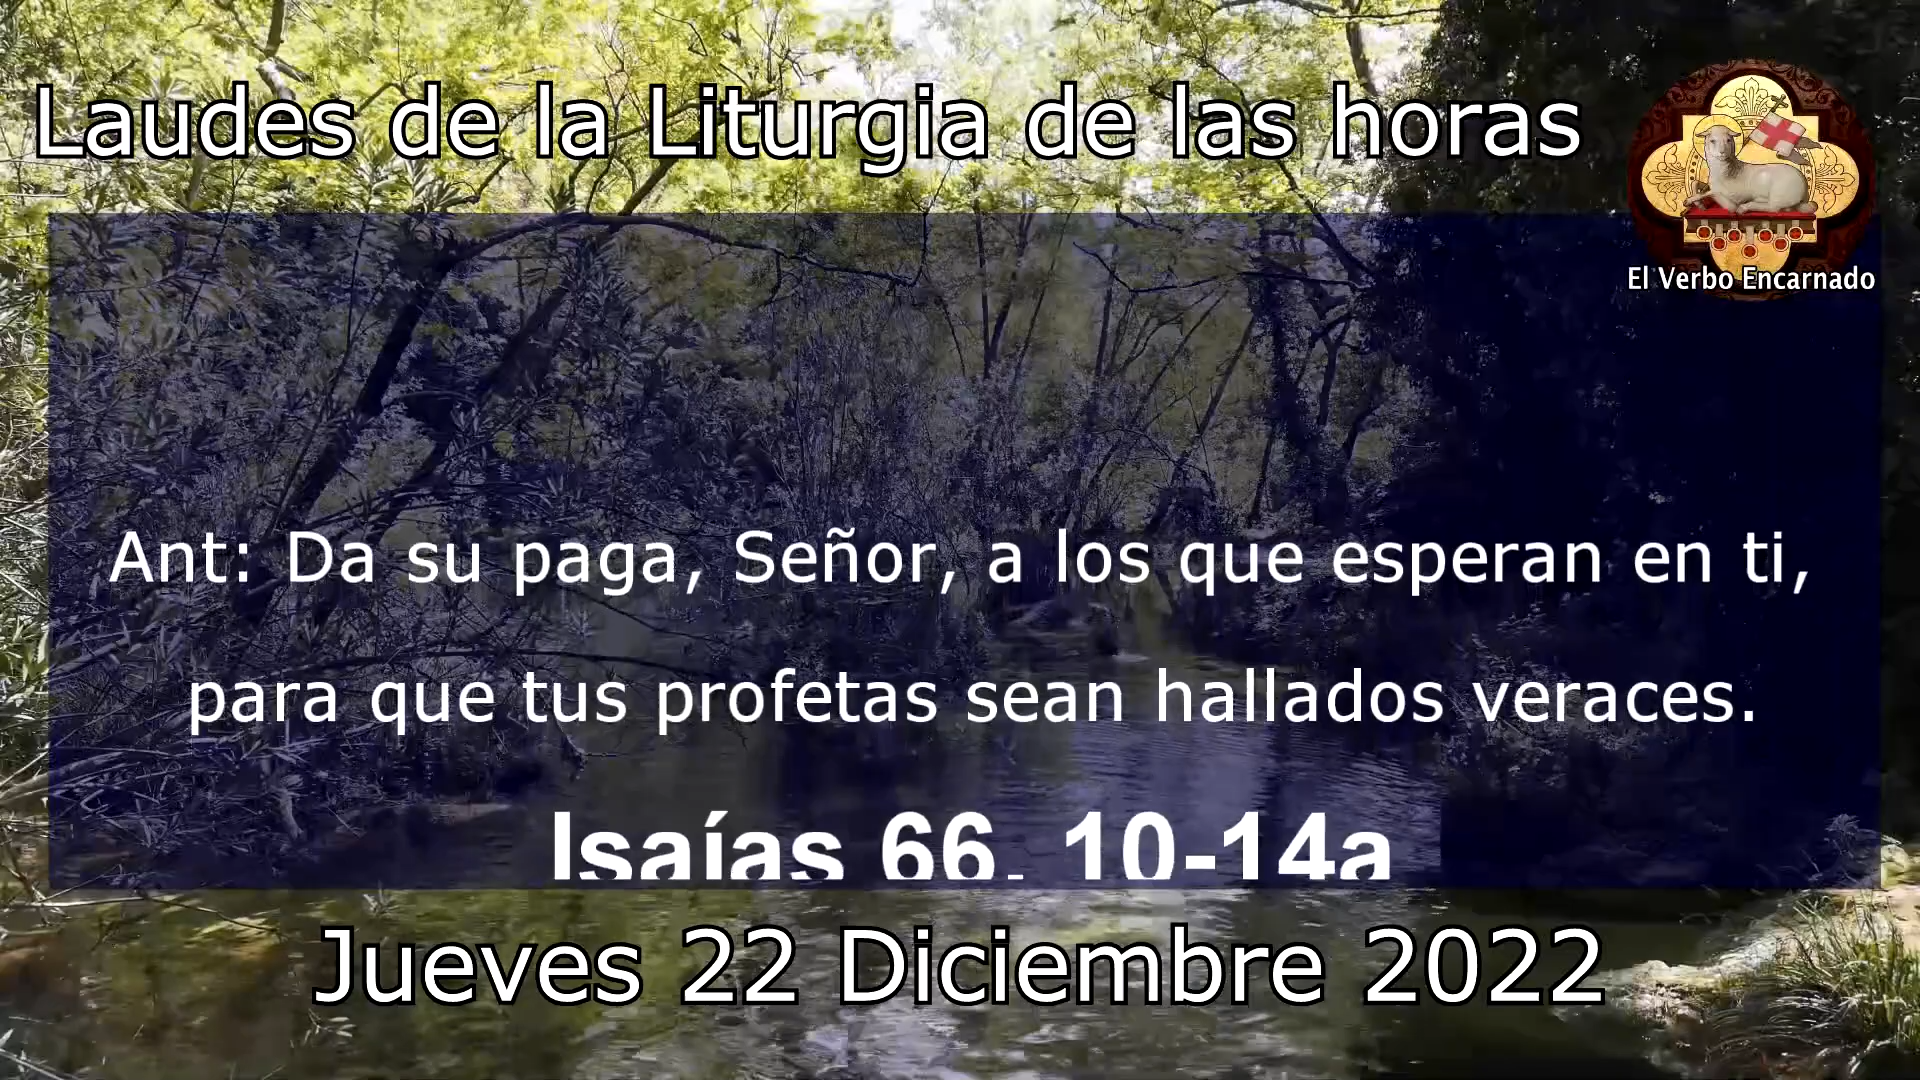 Laudes de la Liturgia de las horas
El Verbo Encarnado
Ant: Da su paga, Señor, a los que esperan en ti,
para que tus profetas sean hallados veraces.
Isaías 66, 10-14a
Jueves 22 Diciembre 2022